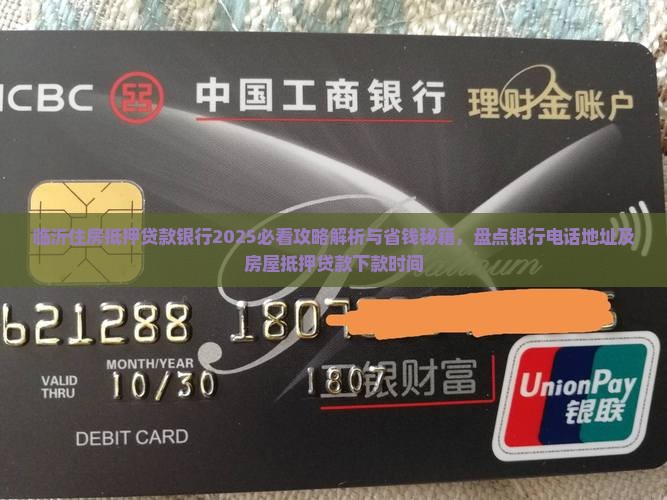 ICBC 中国工商银行 理财金账户
临沂住房抵押贷款银行2025必看攻略解析与省钱秘籍，盘点银行电话地址及
房屋抵押贷款下款时间
Platinum
621288 180
MONTH/YEAR
VALID THRU 10/30 1807
工银财富
UnionPay
银联
DEBIT CARD